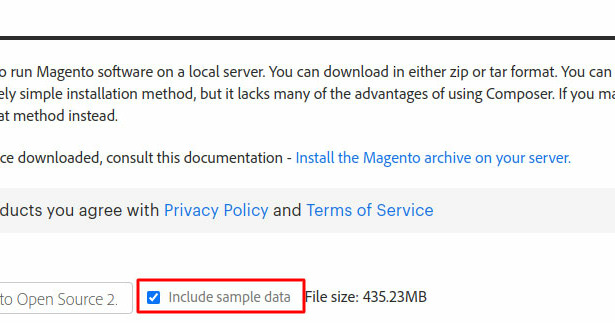 o run Magento software on a local server. You can download in either zip or tar format. You can
ely simple installation method, but it lacks many of the advantages of using Composer. If you ma
at method instead.
ce downloaded, consult this documentation - Install the Magento archive on your server.
ducts you agree with Privacy Policy and Terms of Service
to Open Source 2. Include sample data File size: 435.23MB